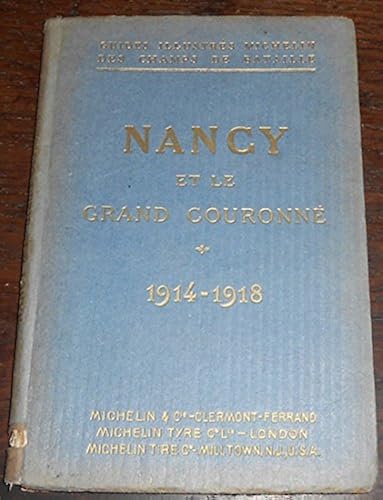 GUIDES ILLUSTRÉS MICHELIN
DES CHAMPS DE BATAILLE
NANCY
ET LE
GRAND COURONNÉ
1914-1918
MICHELIN & Cie - CLERMONT-FERRAND
MICHELIN TYRE Co Ld - LONDON
MICHELIN TIRE Co - MILLTOWN, N.J., U.S.A.